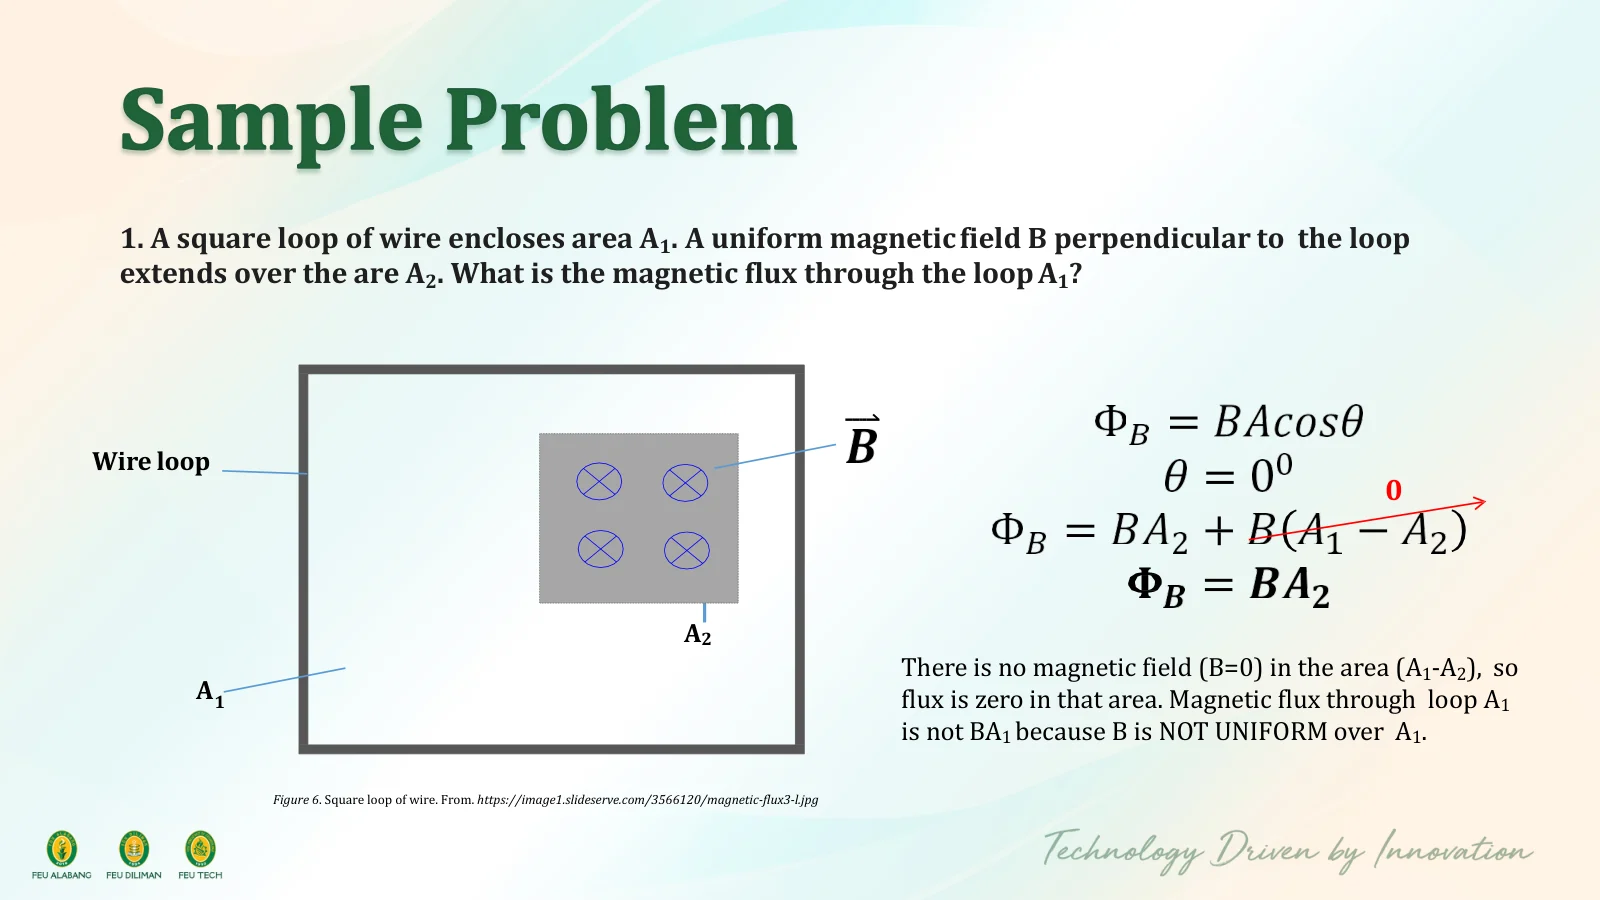 Sample Problem
1. A square loop of wire encloses area A₁. A uniform magnetic field B perpendicular to the loop
extends over the are A₂. What is the magnetic flux through the loop A₁?
Wire loop
B⃗
A₂
A₁
Φ_B = BAcosθ
θ = 0⁰
0
Φ_B = BA₂ + B(A₁ − A₂)
Φ_B = BA₂
There is no magnetic field (B=0) in the area (A₁-A₂), so
flux is zero in that area. Magnetic flux through loop A₁
is not BA₁ because B is NOT UNIFORM over A₁.
Figure 6. Square loop of wire. From. https://image1.slideserve.com/3566120/magnetic-flux3-l.jpg
FEU ALABANG FEU DILIMAN FEU TECH
Technology Driven by Innovation